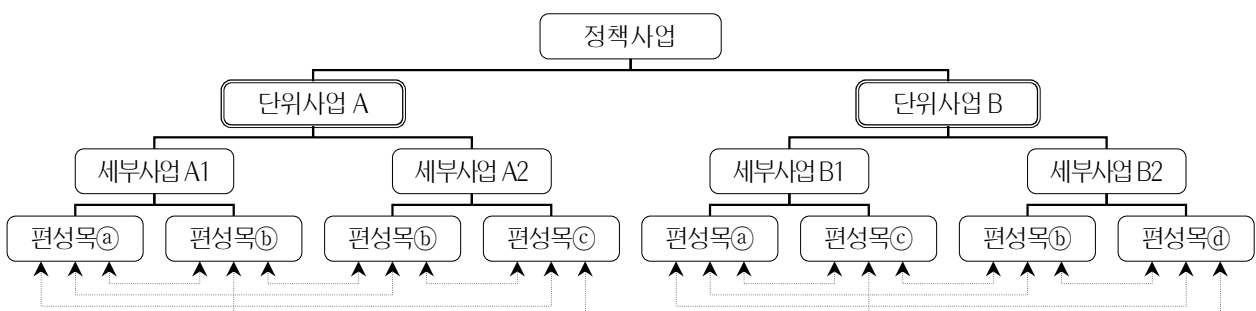 정책사업
단위사업 A 단위사업 B
세부사업 A1 세부사업 A2 세부사업 B1 세부사업 B2
편성목ⓐ 편성목ⓑ 편성목ⓑ 편성목ⓒ 편성목ⓐ 편성목ⓒ 편성목ⓑ 편성목ⓓ